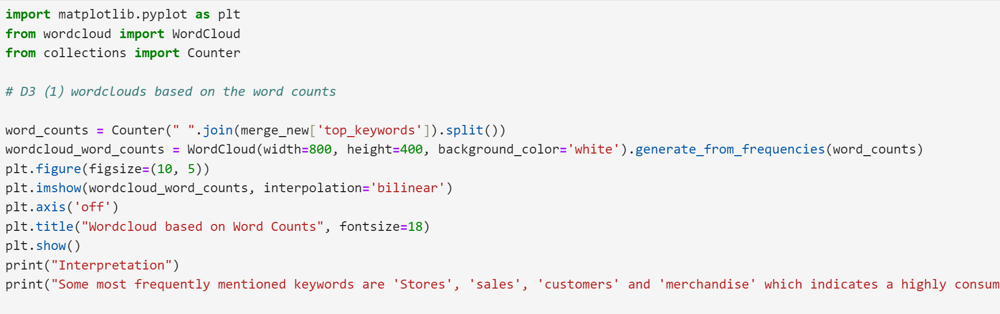 import matplotlib.pyplot as plt
from wordcloud import WordCloud
from collections import Counter
# D3 (1) wordclouds based on the word counts
word_counts = Counter(" ".join(merge_new['top_keywords']).split())
wordcloud_word_counts = WordCloud(width=800, height=400, background_color='white').generate_from_frequencies(word_counts)
plt.figure(figsize=(10, 5))
plt.imshow(wordcloud_word_counts, interpolation='bilinear')
plt.axis('off')
plt.title("Wordcloud based on Word Counts", fontsize=18)
plt.show()
print("Interpretation")
print("Some most frequently mentioned keywords are 'Stores', 'sales', 'customers' and 'merchandise' which indicates a highly consum